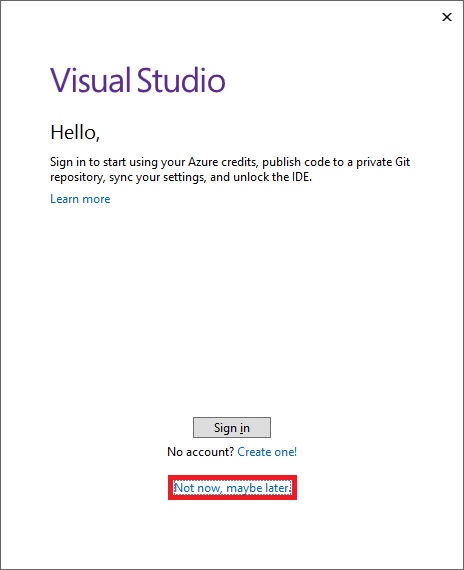 Visual Studio
Hello,
Sign in to start using your Azure credits, publish code to a private Git
repository, sync your settings, and unlock the IDE.
Learn more
Sign in
No account? Create one!
Not now, maybe later.